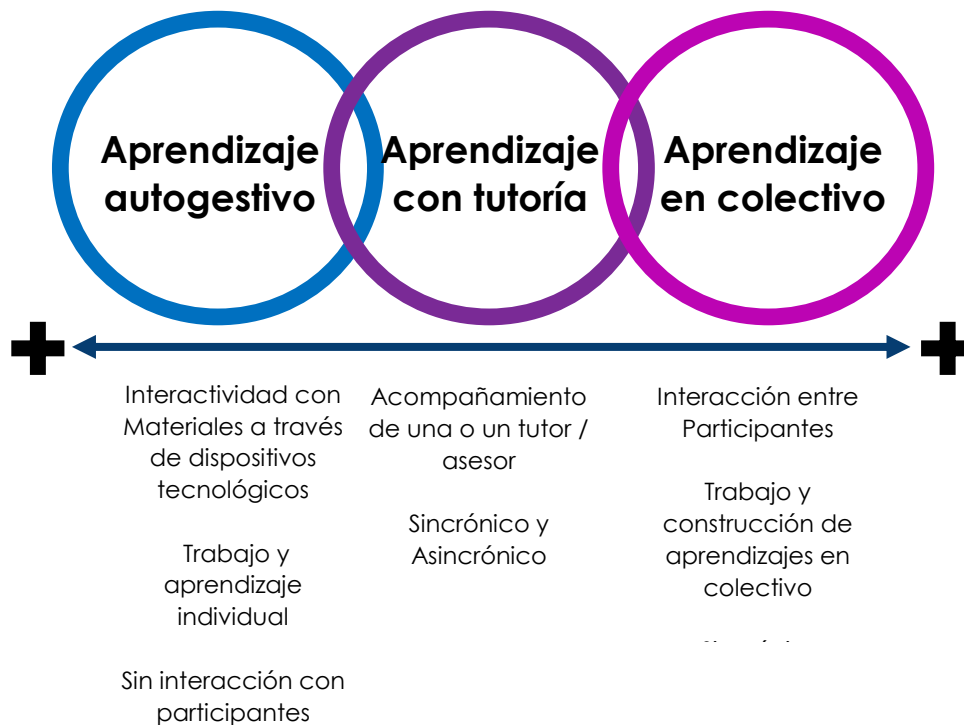 Aprendizaje
autogestivo
Aprendizaje
con tutoría
Aprendizaje
en colectivo
Interactividad con
Materiales a través
de dispositivos
tecnológicos
Trabajo y
aprendizaje
individual
Sin interacción con
participantes
Acompañamiento
de una o un tutor /
asesor
Sincrónico y
Asincrónico
Interacción entre
Participantes
Trabajo y
construcción de
aprendizajes en
colectivo